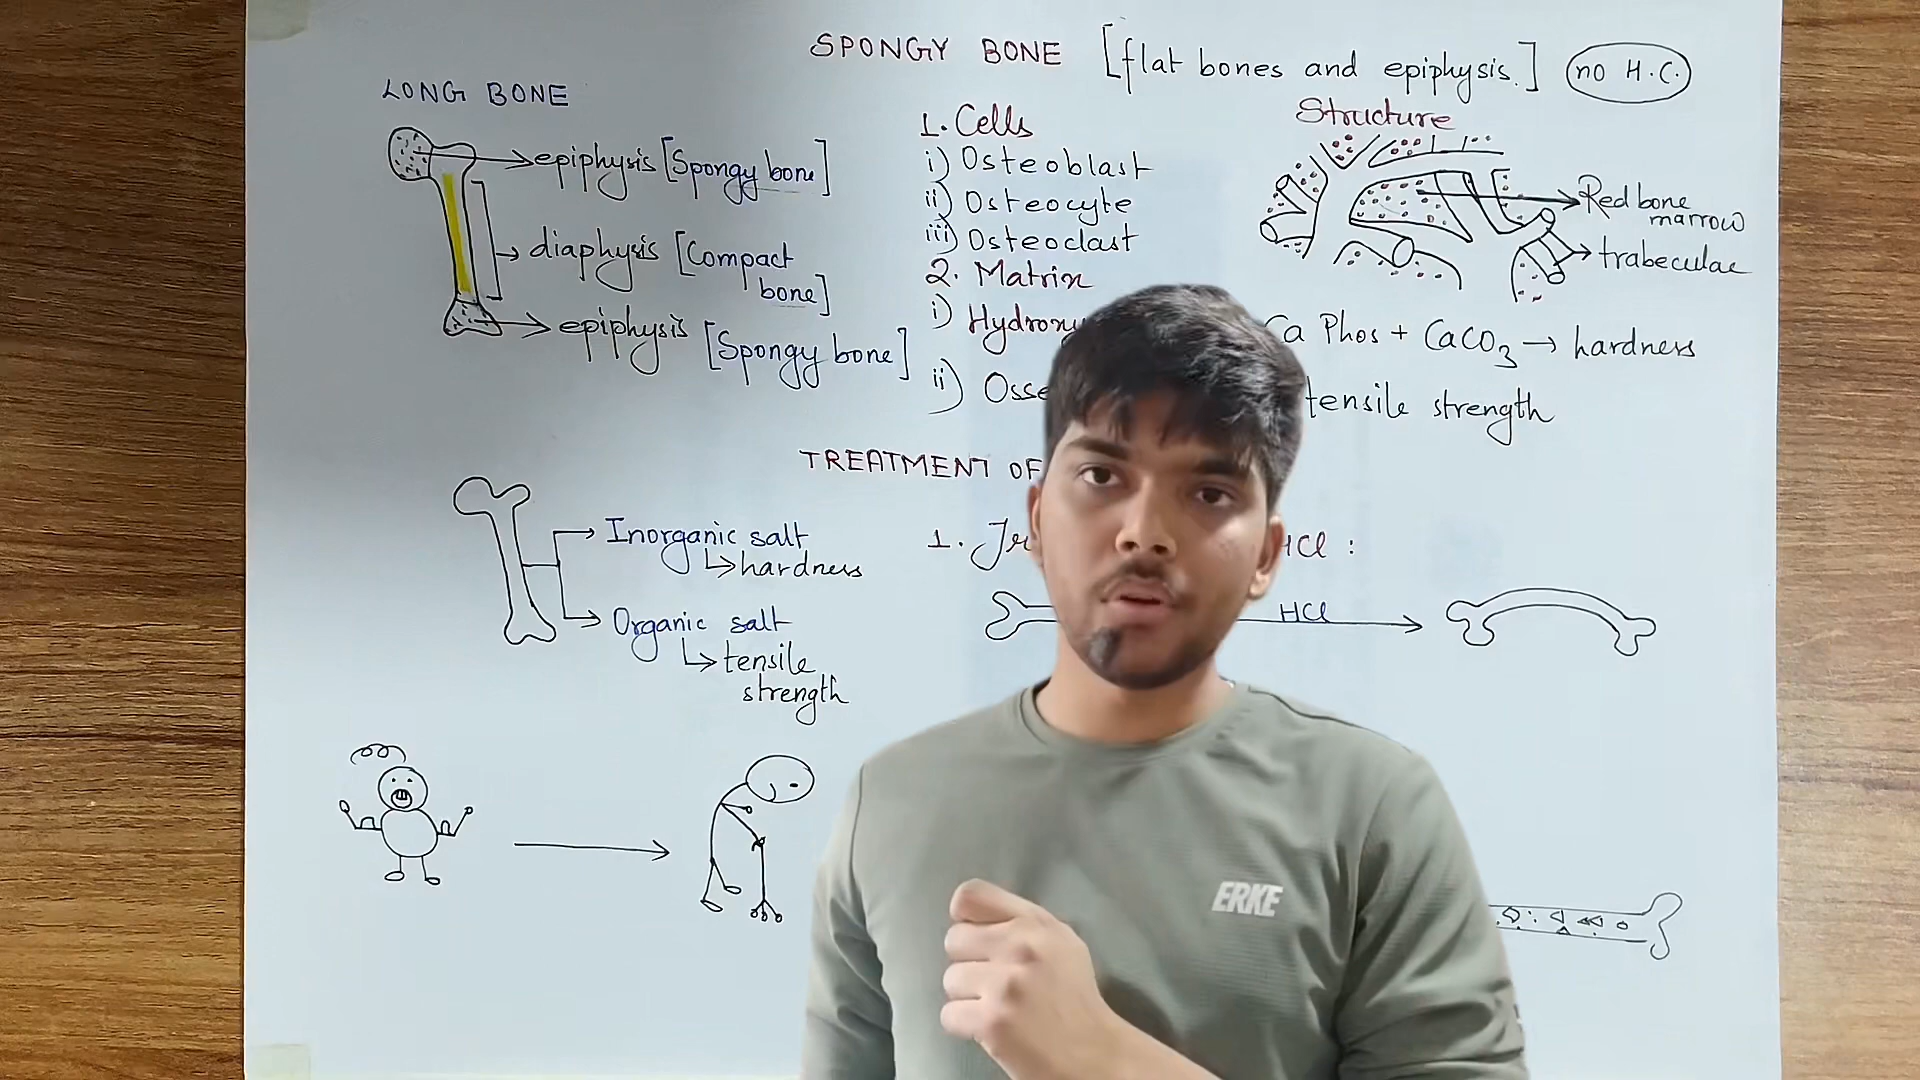 SPONGY BONE [flat bones and epiphysis.] no H.C.
LONG BONE
epiphysis [Spongy bone]
diaphysis [Compact
bone]
epiphysis [Spongy bone]
1. Cells
i) Osteoblast
ii) Osteocyte
iii) Osteoclast
2. Matrix
i)
ii)
Structure
Red bone
marrow
trabeculae
Ca Phos + CaCO3 → hardness
tensile strength
TREATMENT OF
Inorganic salt
hardness
Organic salt
tensile
strength
1. HCl :
HCl
ERKE